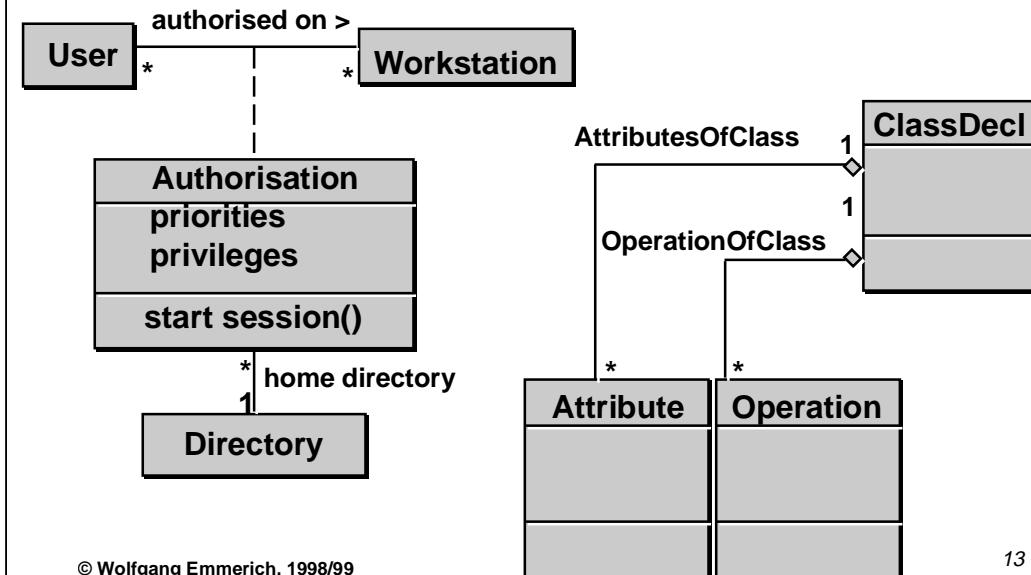 authorised on >
User
*
*
Workstation
Authorisation
priorities
privileges
start session()
*
home directory
1
Directory
AttributesOfClass
1
ClassDecl
1
OperationOfClass
*
*
Attribute
Operation
© Wolfgang Emmerich, 1998/99
13